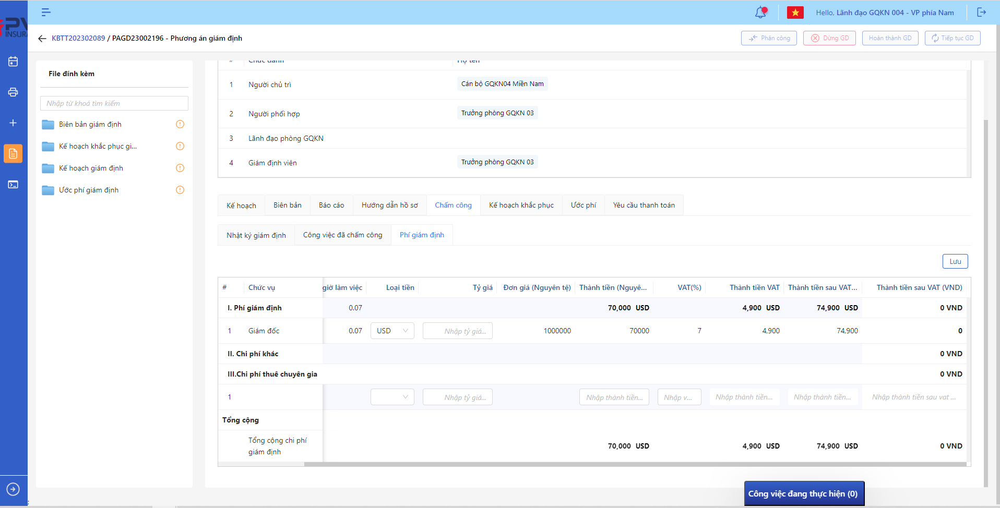 Hello, Lãnh đạo GQKN 004 - VP phía Nam
INSURA
KBTT202302089 / PAGD23002196 - Phương án giám định
Phân công
Dừng GD
Hoàn thành GD
Tiếp tục GD
File đính kèm
Nhập từ khoá tìm kiếm
Biên bản giám định
Kế hoạch khắc phục gi...
Kế hoạch giám định
Ước phí giám định
# Chức danh Họ tên
1 Người chủ trì Cán bộ GQKN04 Miền Nam
2 Người phối hợp Trưởng phòng GQKN 03
3 Lãnh đạo phòng GQKN
4 Giám định viên Trưởng phòng GQKN 03
Kế hoạch Biên bản Báo cáo Hướng dẫn hồ sơ Chấm công Kế hoạch khắc phục Ước phí Yêu cầu thanh toán
Nhật ký giám định Công việc đã chấm công Phí giám định
Lưu
# Chức vụ giờ làm việc Loại tiền Tỷ giá Đơn giá (Nguyên tệ) Thành tiền (Nguyê... VAT(%) Thành tiền VAT Thành tiền sau VAT... Thành tiền sau VAT (VND)
I. Phí giám định 0.07 70,000 USD 4,900 USD 74,900 USD 0 VND
1 Giám đốc 0.07 USD Nhập tỷ giá... 1000000 70000 7 4,900 74,900 0
II. Chi phí khác 0 VND
III.Chi phí thuê chuyên gia 0 VND
1 Nhập tỷ giá... Nhập thành tiền... Nhập v... Nhập thành tiền... Nhập thành tiền... Nhập thành tiền sau vat ...
Tổng cộng
Tổng cộng chi phí
giám định 70,000 USD 4,900 USD 74,900 USD 0 VND
Công việc đang thực hiện (0)